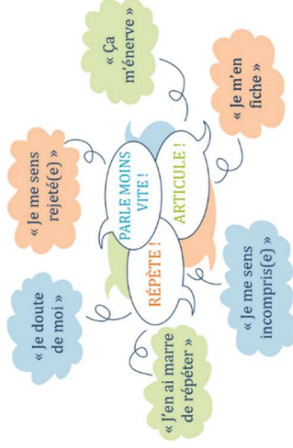 « Je doute
de moi »
« Je me sens
rejeté(e) »
« Ça
m'énerve »
PARLE MOINS
VITE !
RÉPÈTE !
ARTICULE !
« J'en ai marre
de répéter »
« Je me sens
incompris(e) »
« Je m'en
fiche »